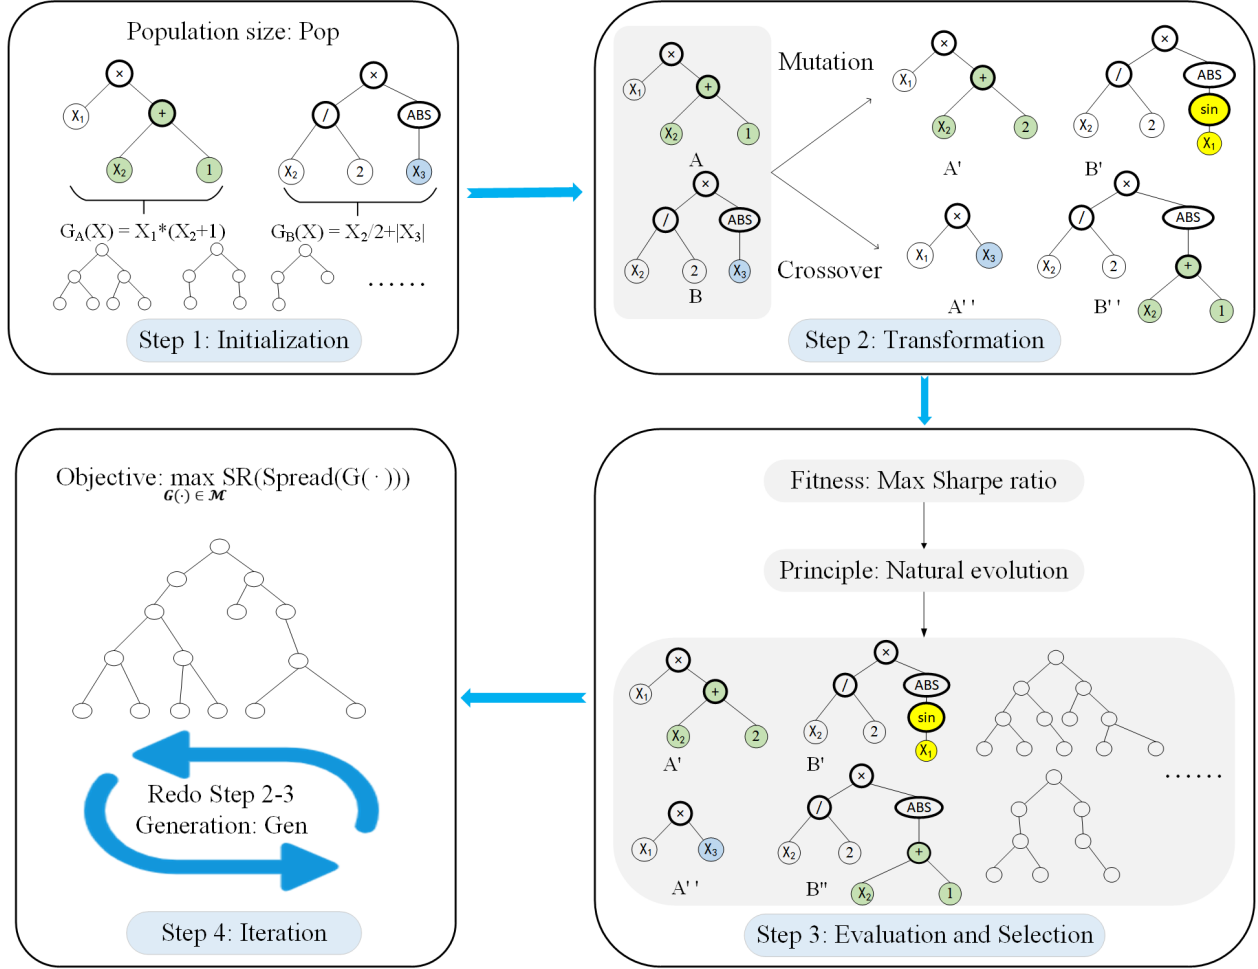 Population size: Pop
×
X₁
+
X₂
1
×
/
ABS
X₂
2
X₃
G_A(X) = X₁*(X₂+1)
G_B(X) = X₂/2+|X₃|
......
Step 1: Initialization
×
X₁
+
X₂
1
A
×
/
ABS
X₂
2
X₃
B
Mutation
Crossover
×
X₁
+
X₂
2
A'
×
/
ABS
X₂
2
sin
X₁
B'
×
X₁
X₃
A' '
×
/
ABS
X₂
2
+
X₂
1
B' '
Step 2: Transformation
Fitness: Max Sharpe ratio
Principle: Natural evolution
×
X₁
+
X₂
2
A'
×
/
ABS
X₂
2
sin
X₁
B'
......
×
X₁
X₃
A' '
×
/
ABS
X₂
2
+
X₂
1
B"
Step 3: Evaluation and Selection
Objective: max SR(Spread(G( · )))
G(·) ∈ ℳ
Redo Step 2-3
Generation: Gen
Step 4: Iteration